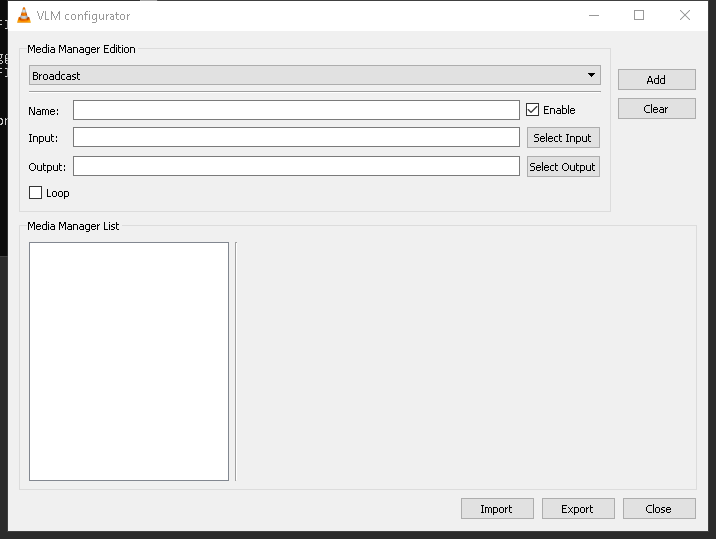 VLM configurator
Media Manager Edition
Broadcast
Add
Name:
Enable
Clear
Input:
Select Input
Output:
Select Output
Loop
Media Manager List
Import
Export
Close